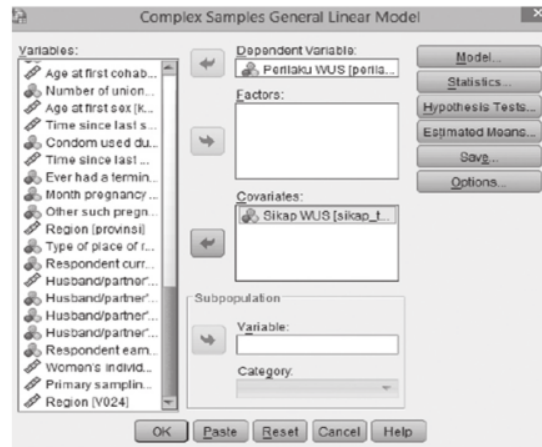 Complex Samples General Linear Model
Variables:
Age at first cohab...
Number of union...
Age at first sex [k...
Time since last s...
Condom used du...
Time since last ...
Ever had a termin...
Month pregnancy ...
Other such pregn...
Region [provinsi]
Type of place of r...
Respondent curr...
Husband/partner'...
Husband/partner'...
Husband/partner'...
Husband/partner'...
Respondent earn...
Women's individ...
Primary samplin...
Region [V024]
Dependent Variable:
Perilaku WUS [perila...
Factors:
Covariates:
Sikap WUS [sikap_t...
Subpopulation
Variable:
Category:
Model...
Statistics...
Hypothesis Tests...
Estimated Means...
Save...
Options...
OK Paste Reset Cancel Help